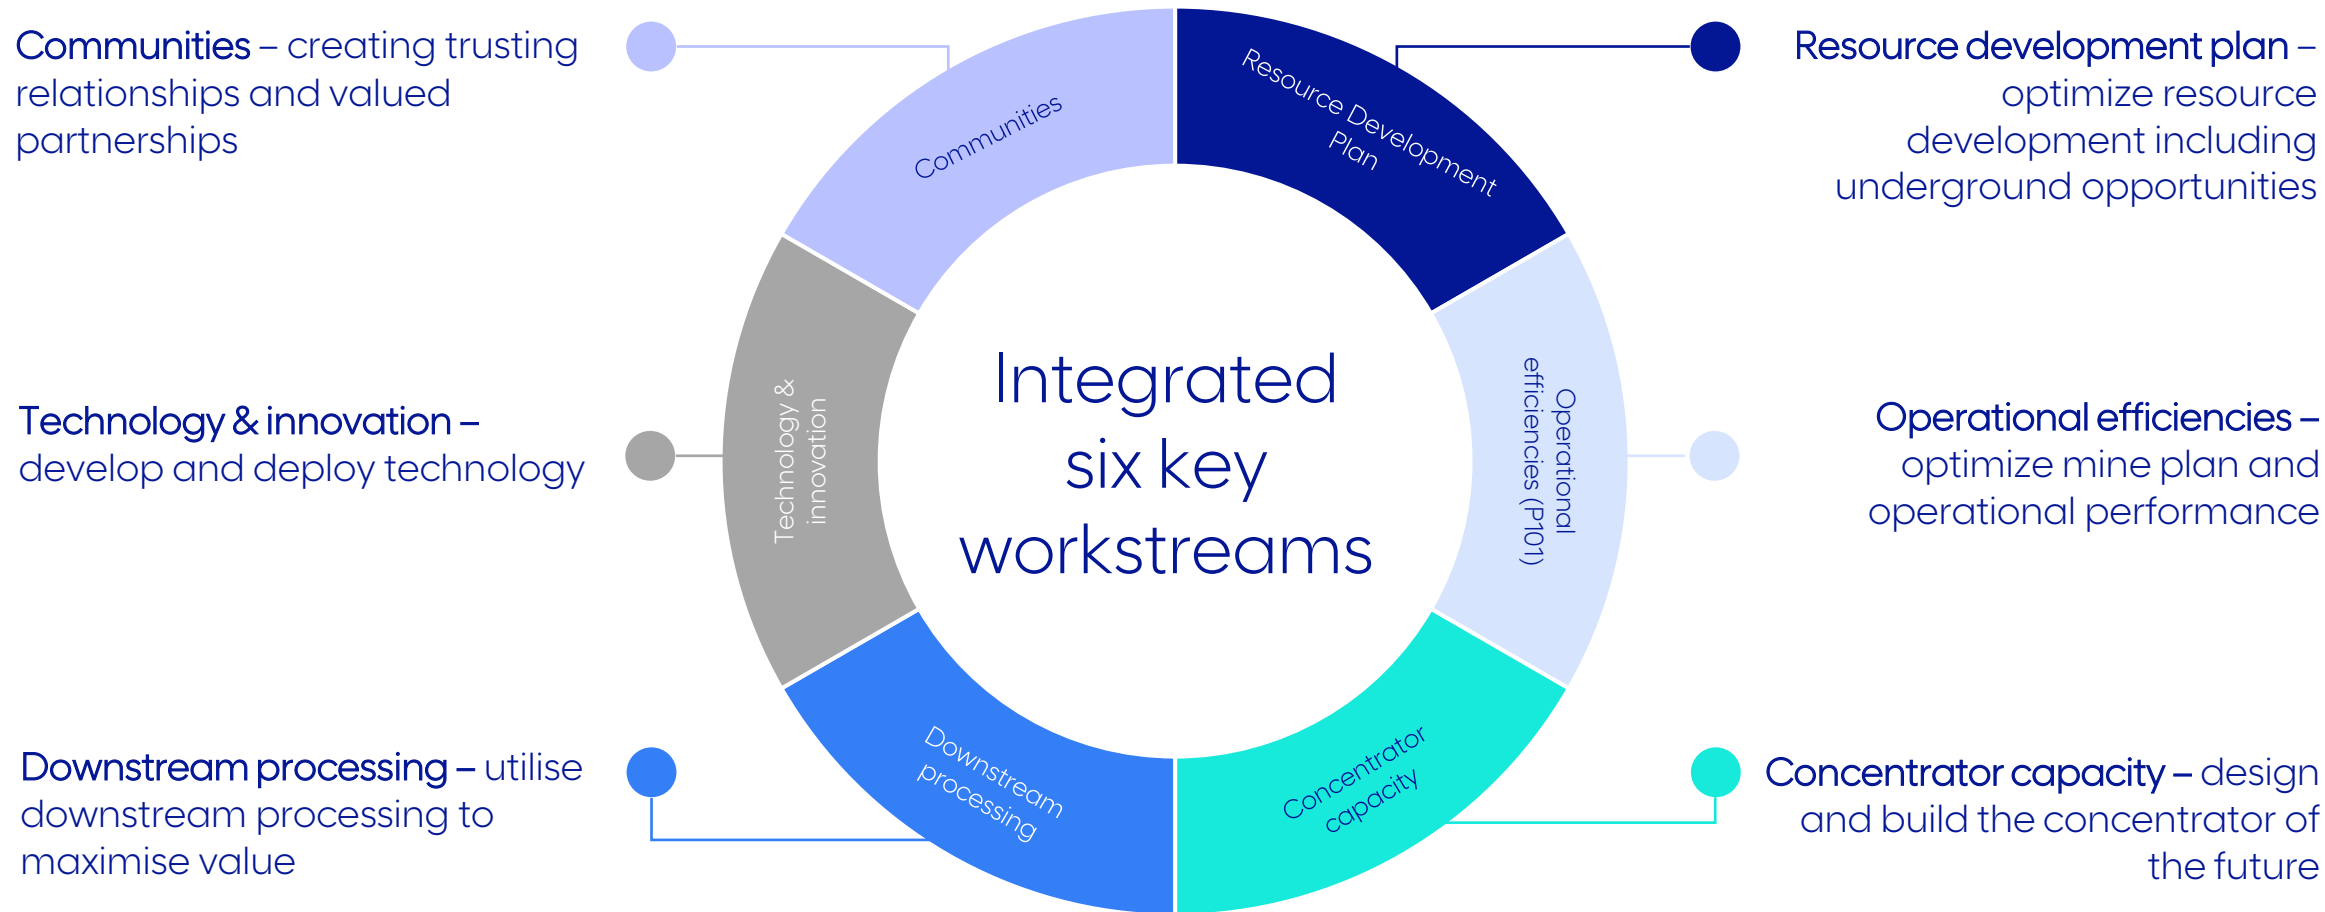 Communities – creating trusting
relationships and valued
partnerships
Technology & innovation –
develop and deploy technology
Downstream processing – utilise
downstream processing to
maximise value
Communities
Resource Development
Plan
Technology &
innovation
Integrated
six key
workstreams
Operational
efficiencies (P101)
Downstream
processing
Concentrator
capacity
Resource development plan –
optimize resource
development including
underground opportunities
Operational efficiencies –
optimize mine plan and
operational performance
Concentrator capacity – design
and build the concentrator of
the future